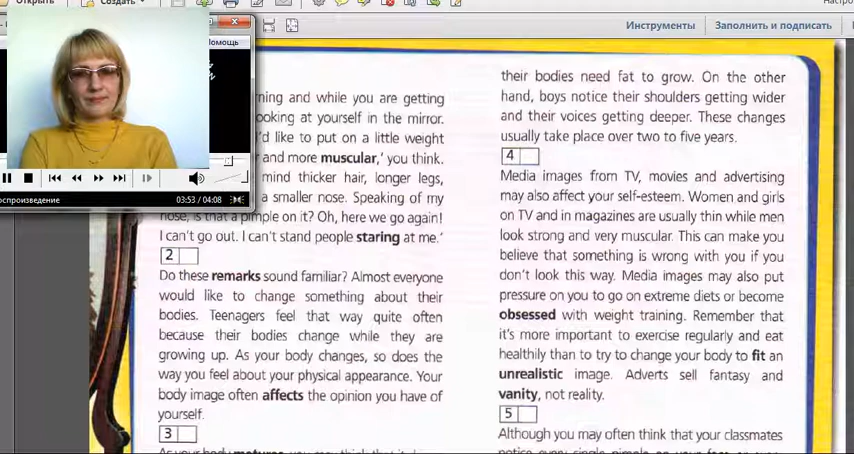 Открыть
Создать
Инструменты
Заполнить и подписать
Помощь
03:53 / 04:08
and while you are getting
looking at yourself in the mirror.
I'd like to put on a little weight
and more muscular,' you think.
mind thicker hair, longer legs,
a smaller nose. Speaking of my
nose, is that a pimple on it? Oh, here we go again!
I can't go out. I can't stand people staring at me.'
2
Do these remarks sound familiar? Almost everyone
would like to change something about their
bodies. Teenagers feel that way quite often
because their bodies change while they are
growing up. As your body changes, so does the
way you feel about your physical appearance. Your
body image often affects the opinion you have of
yourself.
3
their bodies need fat to grow. On the other
hand, boys notice their shoulders getting wider
and their voices getting deeper. These changes
usually take place over two to five years.
4
Media images from TV, movies and advertising
may also affect your self-esteem. Women and girls
on TV and in magazines are usually thin while men
look strong and very muscular. This can make you
believe that something is wrong with you if you
don't look this way. Media images may also put
pressure on you to go on extreme diets or become
obsessed with weight training. Remember that
it's more important to exercise regularly and eat
healthily than to try to change your body to fit an
unrealistic image. Adverts sell fantasy and
vanity, not reality.
5
Although you may often think that your classmates